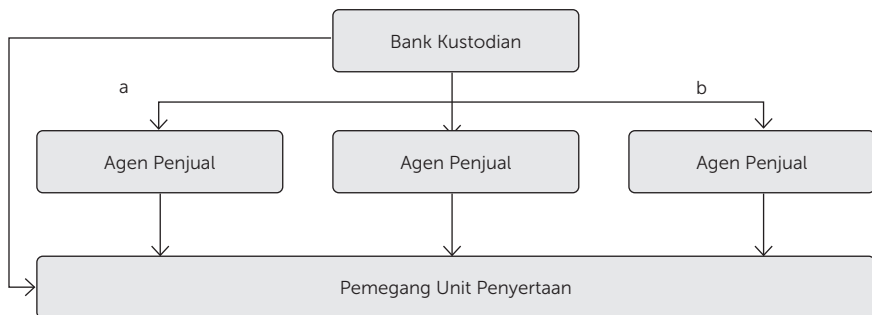 Bank Kustodian
a
b
Agen Penjual
Agen Penjual
Agen Penjual
Pemegang Unit Penyertaan